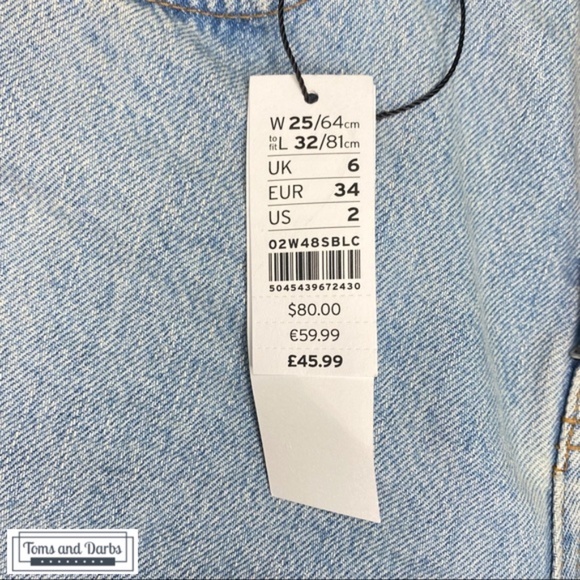 W 25/64cm
to fit L 32/81cm
UK 6
EUR 34
US 2
02W48SBLC
5045439672430
$80.00
€59.99
£45.99
Toms and Darbs